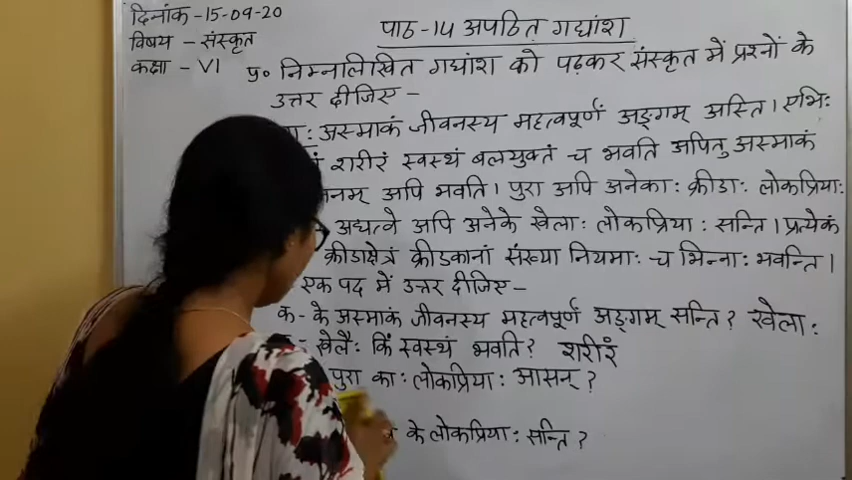 दिनांक -15-09-20
विषय - संस्कृत
कक्षा - VI
पाठ-14 अपठित गद्यांश
प्र० निम्नलिखित गद्यांश को पढ़कर संस्कृत में प्रश्नों के
उत्तर दीजिए -
अस्माकं जीवनस्य महत्वपूर्णं अङ्गम् अस्ति। एभिः
शरीरं स्वस्थं बलयुक्तं च भवति अपितु अस्माकं
अपि भवति। पुरा अपि अनेकाः क्रीडाः लोकप्रियाः
अद्यत्वे अपि अनेके खेलाः लोकप्रियाः सन्ति। प्रत्येकं
क्रीडाक्षेत्रं क्रीडकानां संख्या नियमाः च भिन्नाः भवन्ति।
एक पद में उत्तर दीजिए -
क- के अस्माकं जीवनस्य महत्वपूर्णं अङ्गम् सन्ति? खेलाः
खेलैः किं स्वस्थं भवति? शरीरं
पुरा काः लोकप्रियाः आसन्?
के लोकप्रियाः सन्ति?